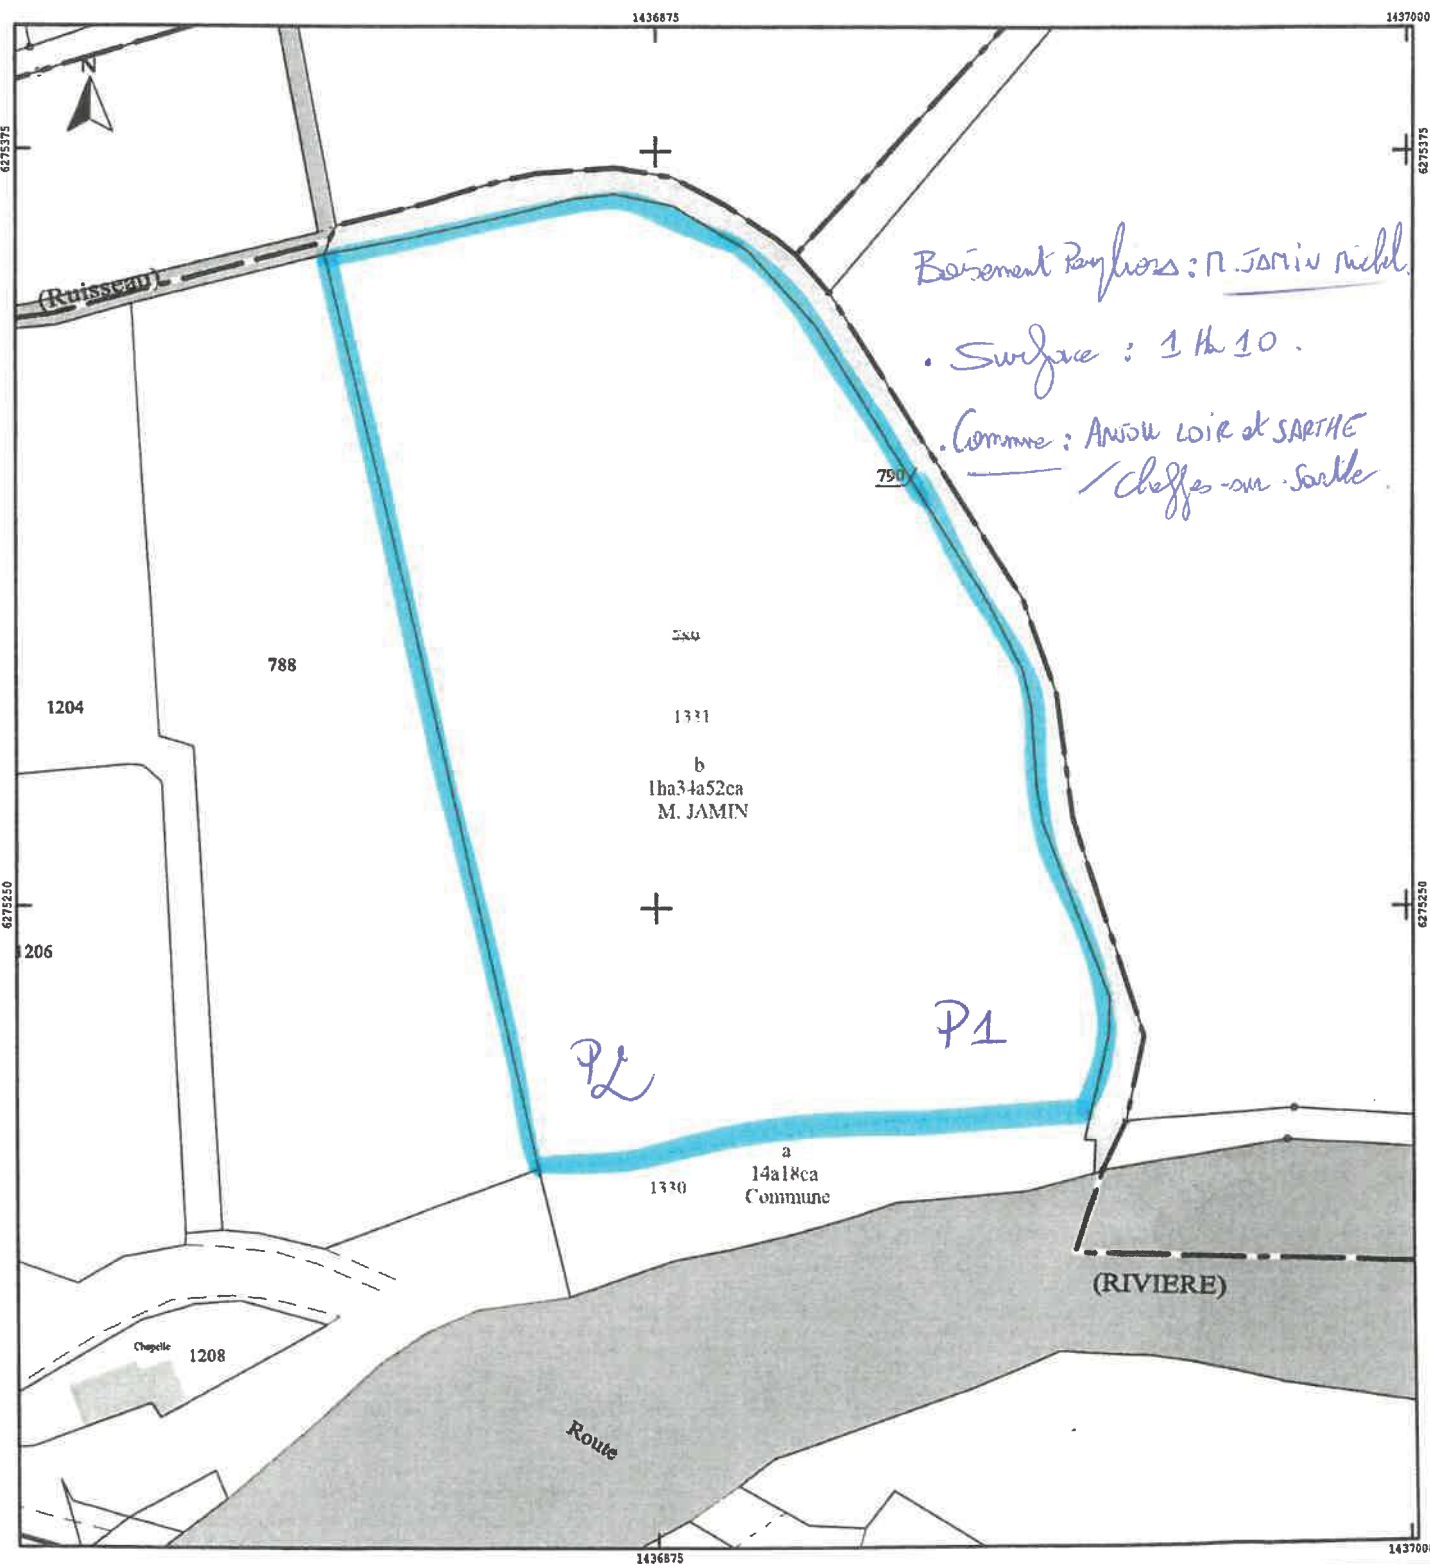 1436875
1437000
N
6275375
6275375
(Ruisseau)
Boisement Peupliers : M. JAMIN Michel.
. Surface : 1 Ha 10 .
. Commune : ANJOU LOIR et SARTHE
/ Cheffes-sur-Sarthe.
790
788
1331
1204
b
1ha34a52ca
M. JAMIN
6275250
6275250
1206
P1
P2
a
14a18ca
Commune
1330
(RIVIERE)
Chapelle
1208
Route
1436875